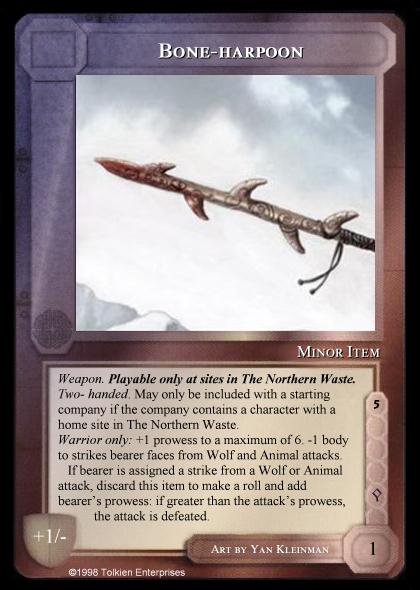 BONE-HARPOON
MINOR ITEM
Weapon. Playable only at sites in The Northern Waste.
Two- handed. May only be included with a starting
company if the company contains a character with a
home site in The Northern Waste.
Warrior only: +1 prowess to a maximum of 6. -1 body
to strikes bearer faces from Wolf and Animal attacks.
If bearer is assigned a strike from a Wolf or Animal
attack, discard this item to make a roll and add
bearer's prowess: if greater than the attack's prowess,
the attack is defeated.
5
+1/-
ART BY YAN KLEINMAN
1
©1998 Tolkien Enterprises